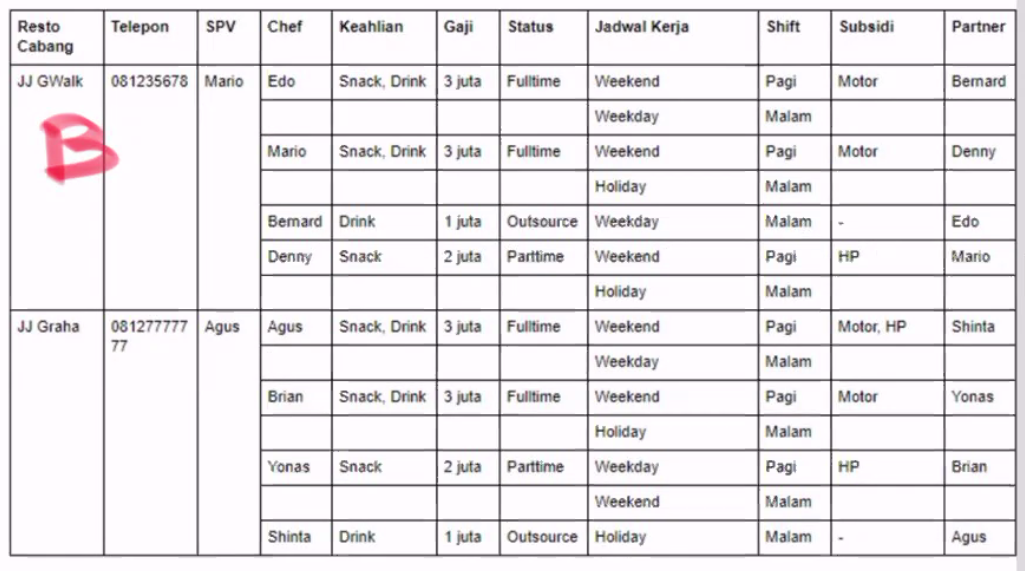 Resto Cabang Telepon SPV Chef Keahlian Gaji Status Jadwal Kerja Shift Subsidi Partner
JJ GWalk 081235678 Mario Edo Snack, Drink 3 juta Fulltime Weekend Pagi Motor Bernard
Weekday Malam
B
Mario Snack, Drink 3 juta Fulltime Weekend Pagi Motor Denny
Holiday Malam
Bernard Drink 1 juta Outsource Weekday Malam - Edo
Denny Snack 2 juta Parttime Weekend Pagi HP Mario
Holiday Malam
JJ Graha 08127777777 Agus Agus Snack, Drink 3 juta Fulltime Weekend Pagi Motor, HP Shinta
Weekday Malam
Brian Snack, Drink 3 juta Fulltime Weekend Pagi Motor Yonas
Holiday Malam
Yonas Snack 2 juta Parttime Weekday Pagi HP Brian
Weekend Malam
Shinta Drink 1 juta Outsource Holiday Malam - Agus